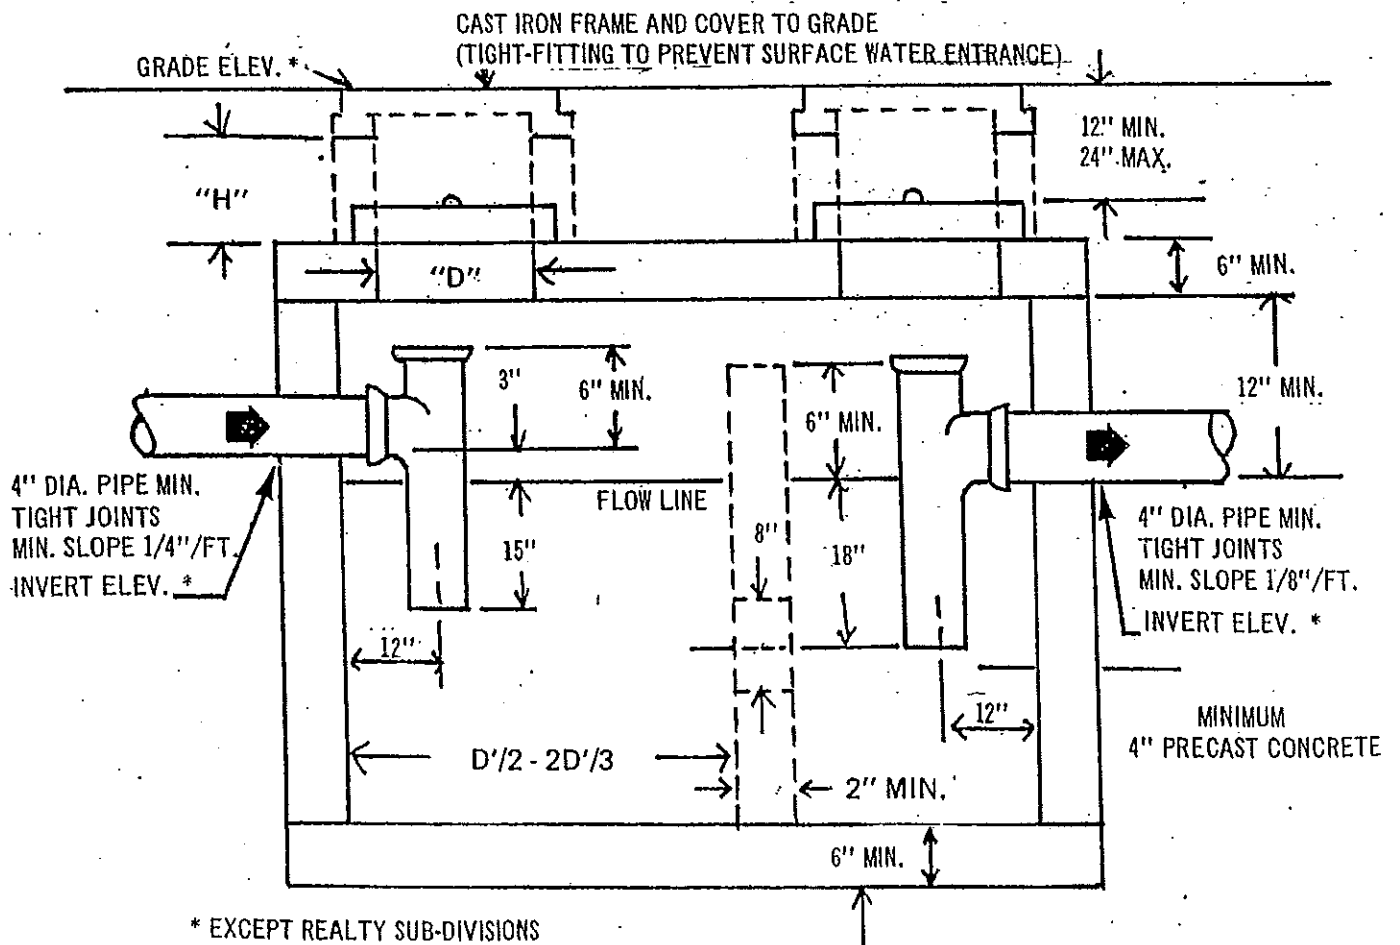 CAST IRON FRAME AND COVER TO GRADE
(TIGHT-FITTING TO PREVENT SURFACE WATER ENTRANCE)
GRADE ELEV. *
12" MIN.
24" MAX.
"H"
"D"
6" MIN.
3"
6" MIN.
6" MIN.
12" MIN.
4" DIA. PIPE MIN.
TIGHT JOINTS
MIN. SLOPE 1/4"/FT.
INVERT ELEV. *
FLOW LINE
15"
8"
18"
4" DIA. PIPE MIN.
TIGHT JOINTS
MIN. SLOPE 1/8"/FT.
INVERT ELEV. *
12"
12"
MINIMUM
4" PRECAST CONCRETE
D'/2 - 2D'/3
2" MIN.
6" MIN.
* EXCEPT REALTY SUB-DIVISIONS